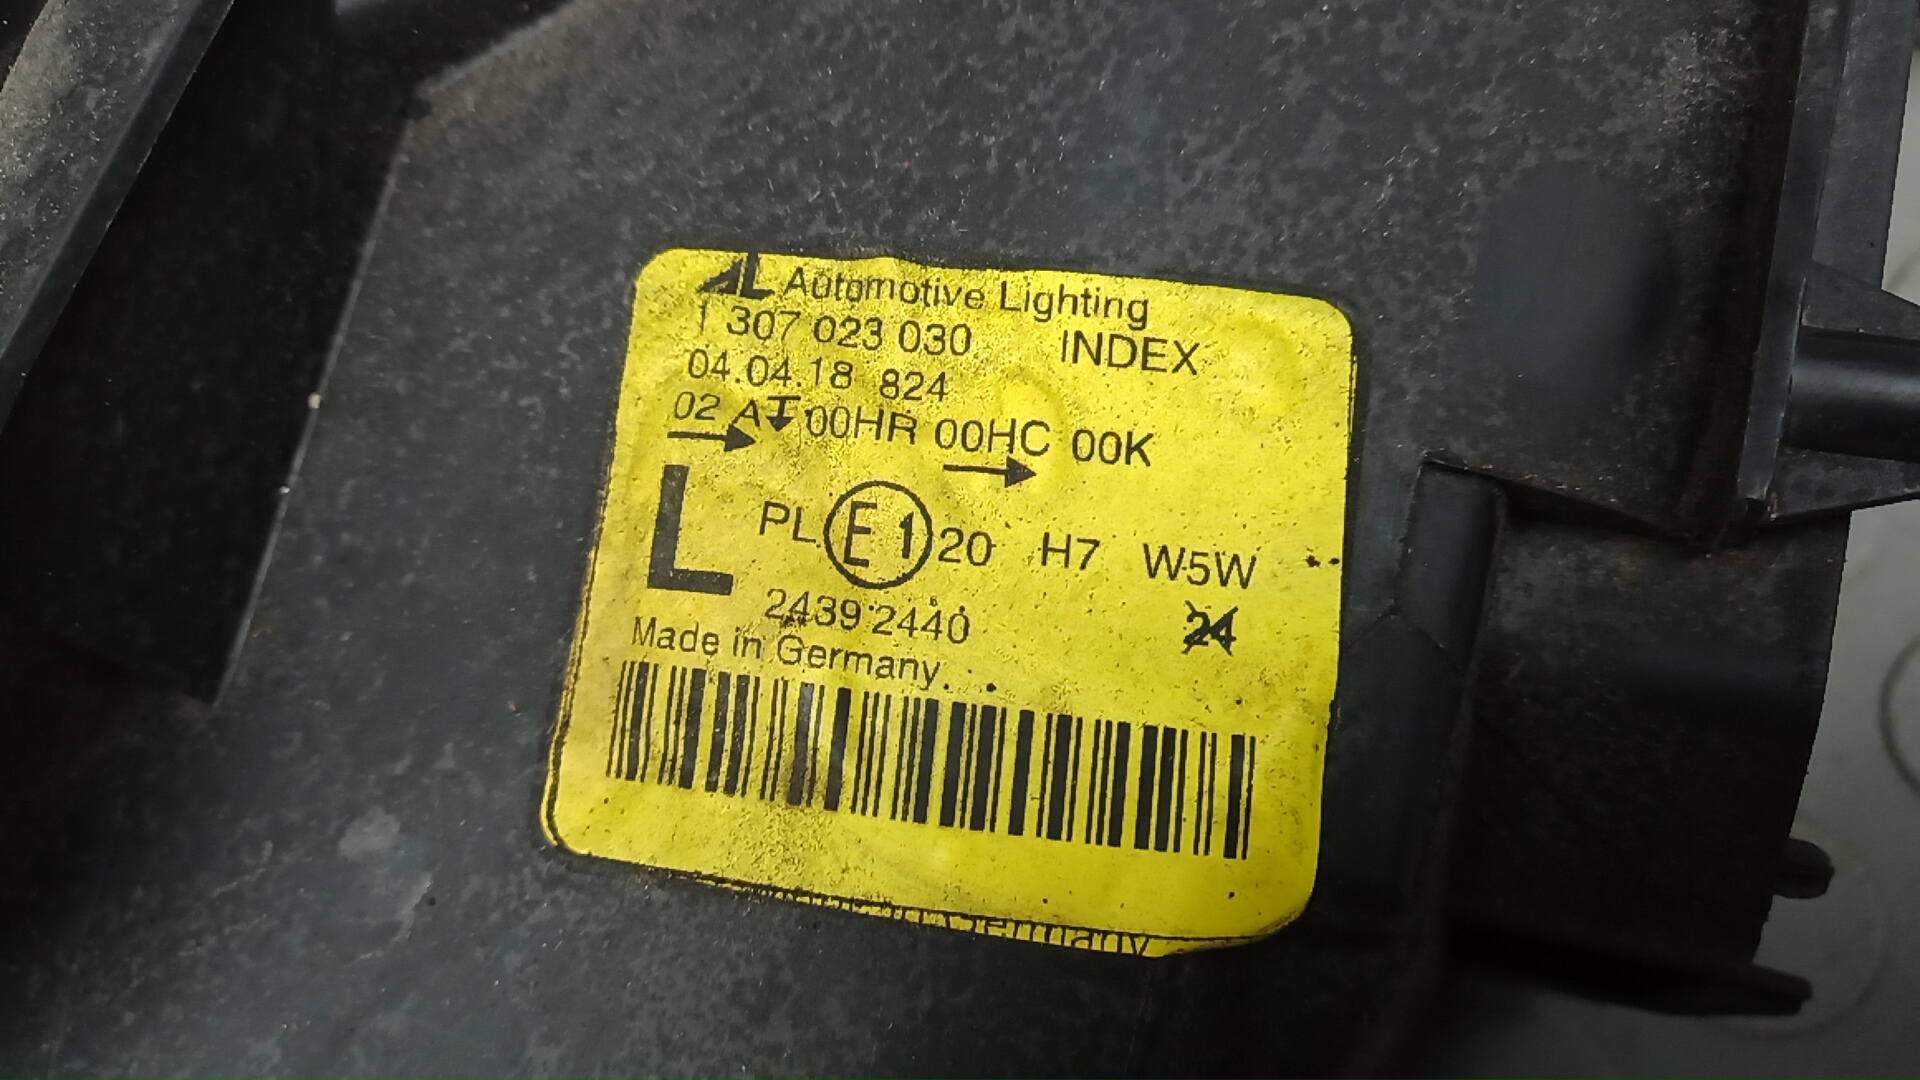 AL Automotive Lighting
1 307 023 030 INDEX
04.04.18 824
02 A 00HR 00HC 00K
L PL E1 20 H7 W5W
2439 2440 24
Made in Germany
Germany